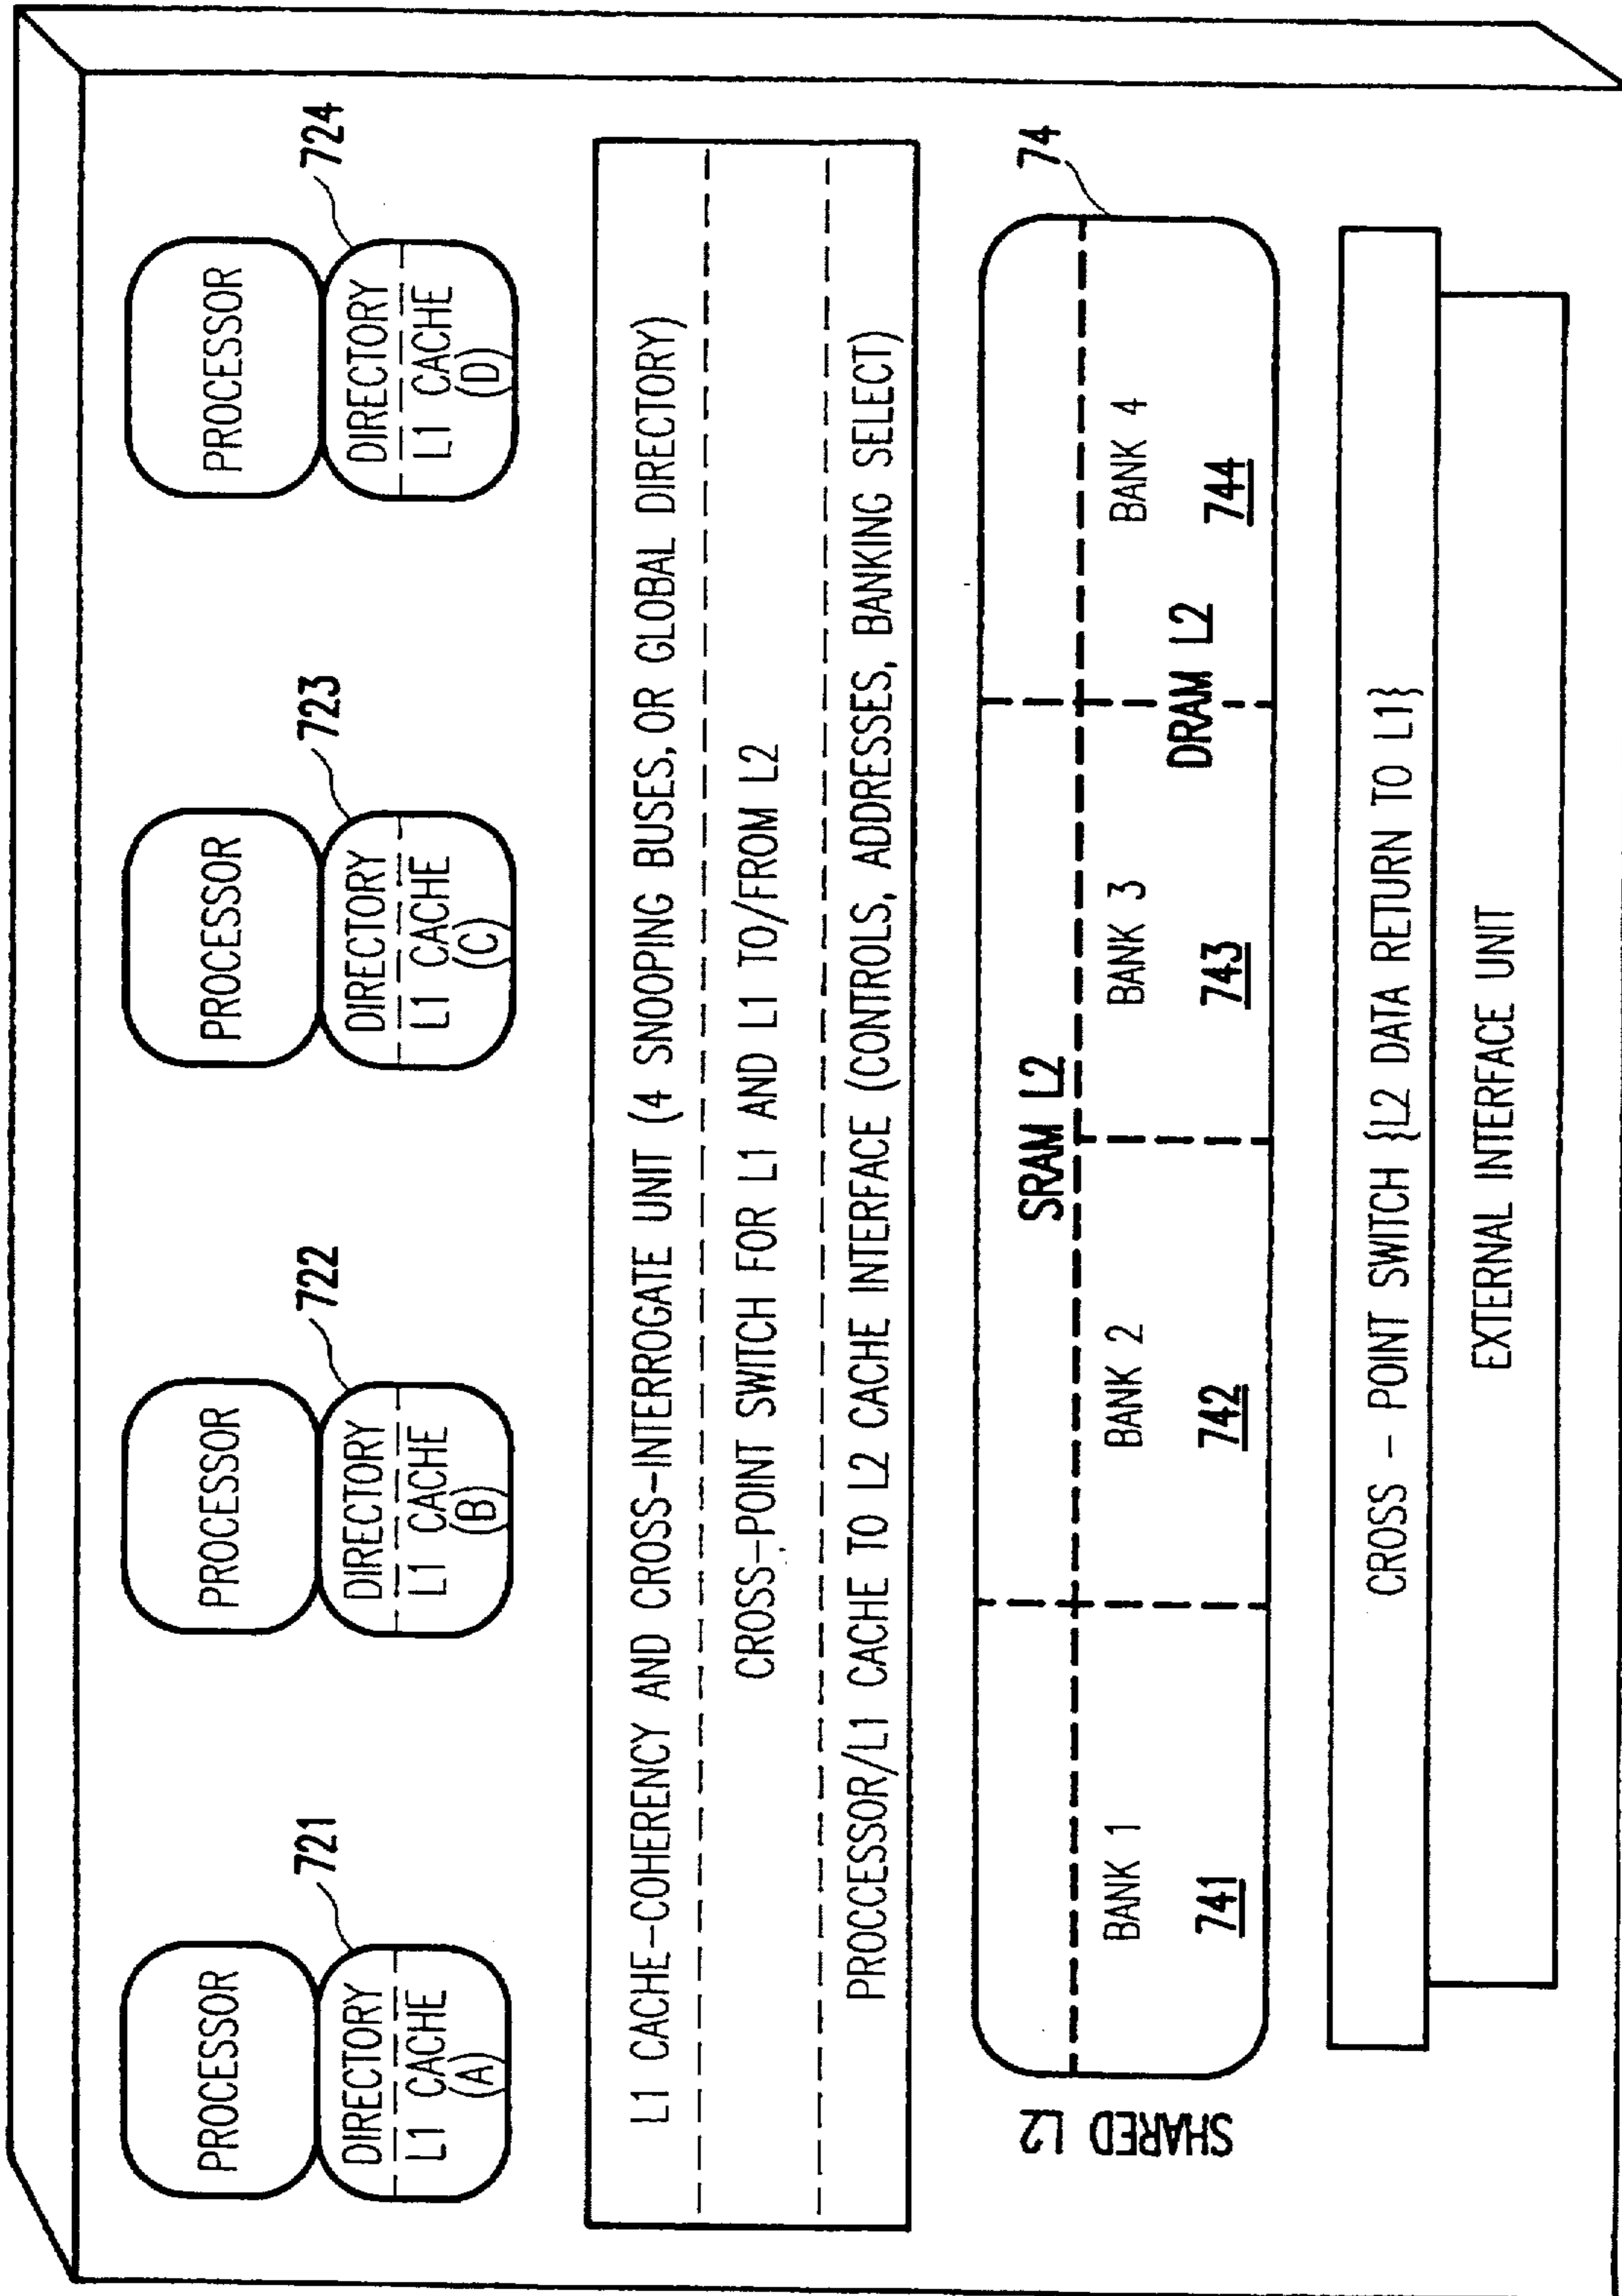 PROCESSOR
DIRECTORY
L1 CACHE
(A)
721
PROCESSOR
DIRECTORY
L1 CACHE
(B)
722
PROCESSOR
DIRECTORY
L1 CACHE
(C)
723
PROCESSOR
DIRECTORY
L1 CACHE
(D)
724
L1 CACHE-COHERENCY AND CROSS-INTERROGATE UNIT (4 SNOOPING BUSES, OR GLOBAL DIRECTORY)
CROSS-POINT SWITCH FOR L1 AND L1 TO/FROM L2
PROCCESSOR/L1 CACHE TO L2 CACHE INTERFACE (CONTROLS, ADDRESSES, BANKING SELECT)
74
SHARED L2
SRAM L2
BANK 1
741
BANK 2
742
BANK 3
743
DRAM L2
BANK 4
744
CROSS - POINT SWITCH {L2 DATA RETURN TO L1}
EXTERNAL INTERFACE UNIT